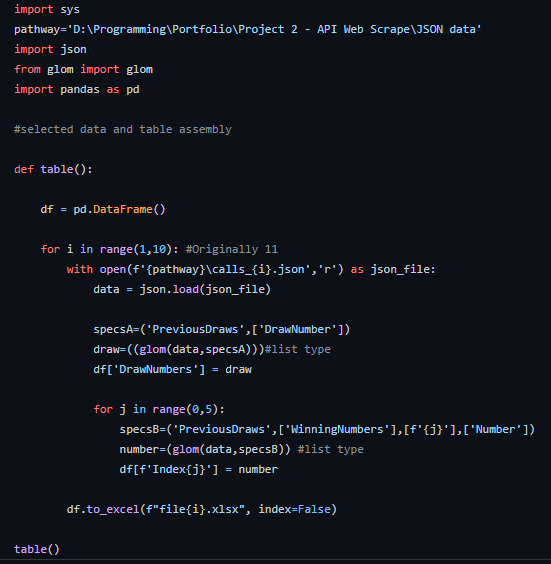 import sys
pathway='D:\Programming\Portfolio\Project 2 - API Web Scrape\JSON data'
import json
from glom import glom
import pandas as pd

#selected data and table assembly

def table():

    df = pd.DataFrame()

    for i in range(1,10): #Originally 11
        with open(f'{pathway}\calls_{i}.json','r') as json_file:
            data = json.load(json_file)

            specsA=('PreviousDraws',['DrawNumber'])
            draw=((glom(data,specsA)))#list type
            df['DrawNumbers'] = draw

            for j in range(0,5):
                specsB=('PreviousDraws',['WinningNumbers'],[f'{j}'],['Number'])
                number=(glom(data,specsB)) #list type
                df[f'Index{j}'] = number

        df.to_excel(f"file{i}.xlsx", index=False)

table()